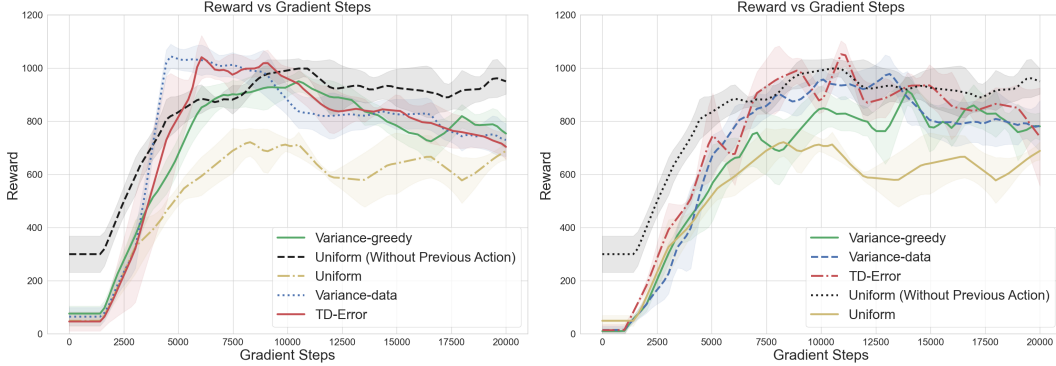 Reward vs Gradient Steps
1200
1000
800
600
400
200
0
Reward
0 2500 5000 7500 10000 12500 15000 17500 20000
Gradient Steps
Variance-greedy
Uniform (Without Previous Action)
Uniform
Variance-data
TD-Error
Reward vs Gradient Steps
1200
1000
800
600
400
200
0
Reward
0 2500 5000 7500 10000 12500 15000 17500 20000
Gradient Steps
Variance-greedy
Variance-data
TD-Error
Uniform (Without Previous Action)
Uniform